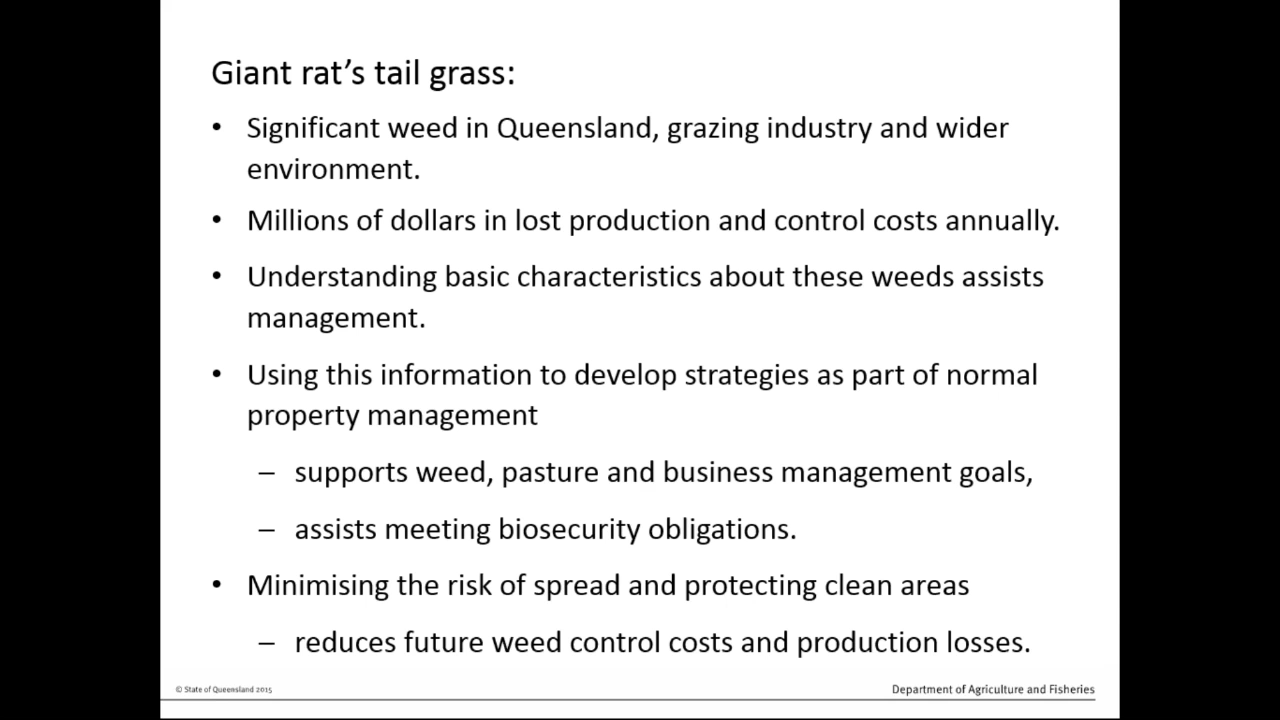 Giant rat’s tail grass:
• Significant weed in Queensland, grazing industry and wider
environment.
• Millions of dollars in lost production and control costs annually.
• Understanding basic characteristics about these weeds assists
management.
• Using this information to develop strategies as part of normal
property management
– supports weed, pasture and business management goals,
– assists meeting biosecurity obligations.
• Minimising the risk of spread and protecting clean areas
– reduces future weed control costs and production losses.
© State of Queensland 2015
Department of Agriculture and Fisheries